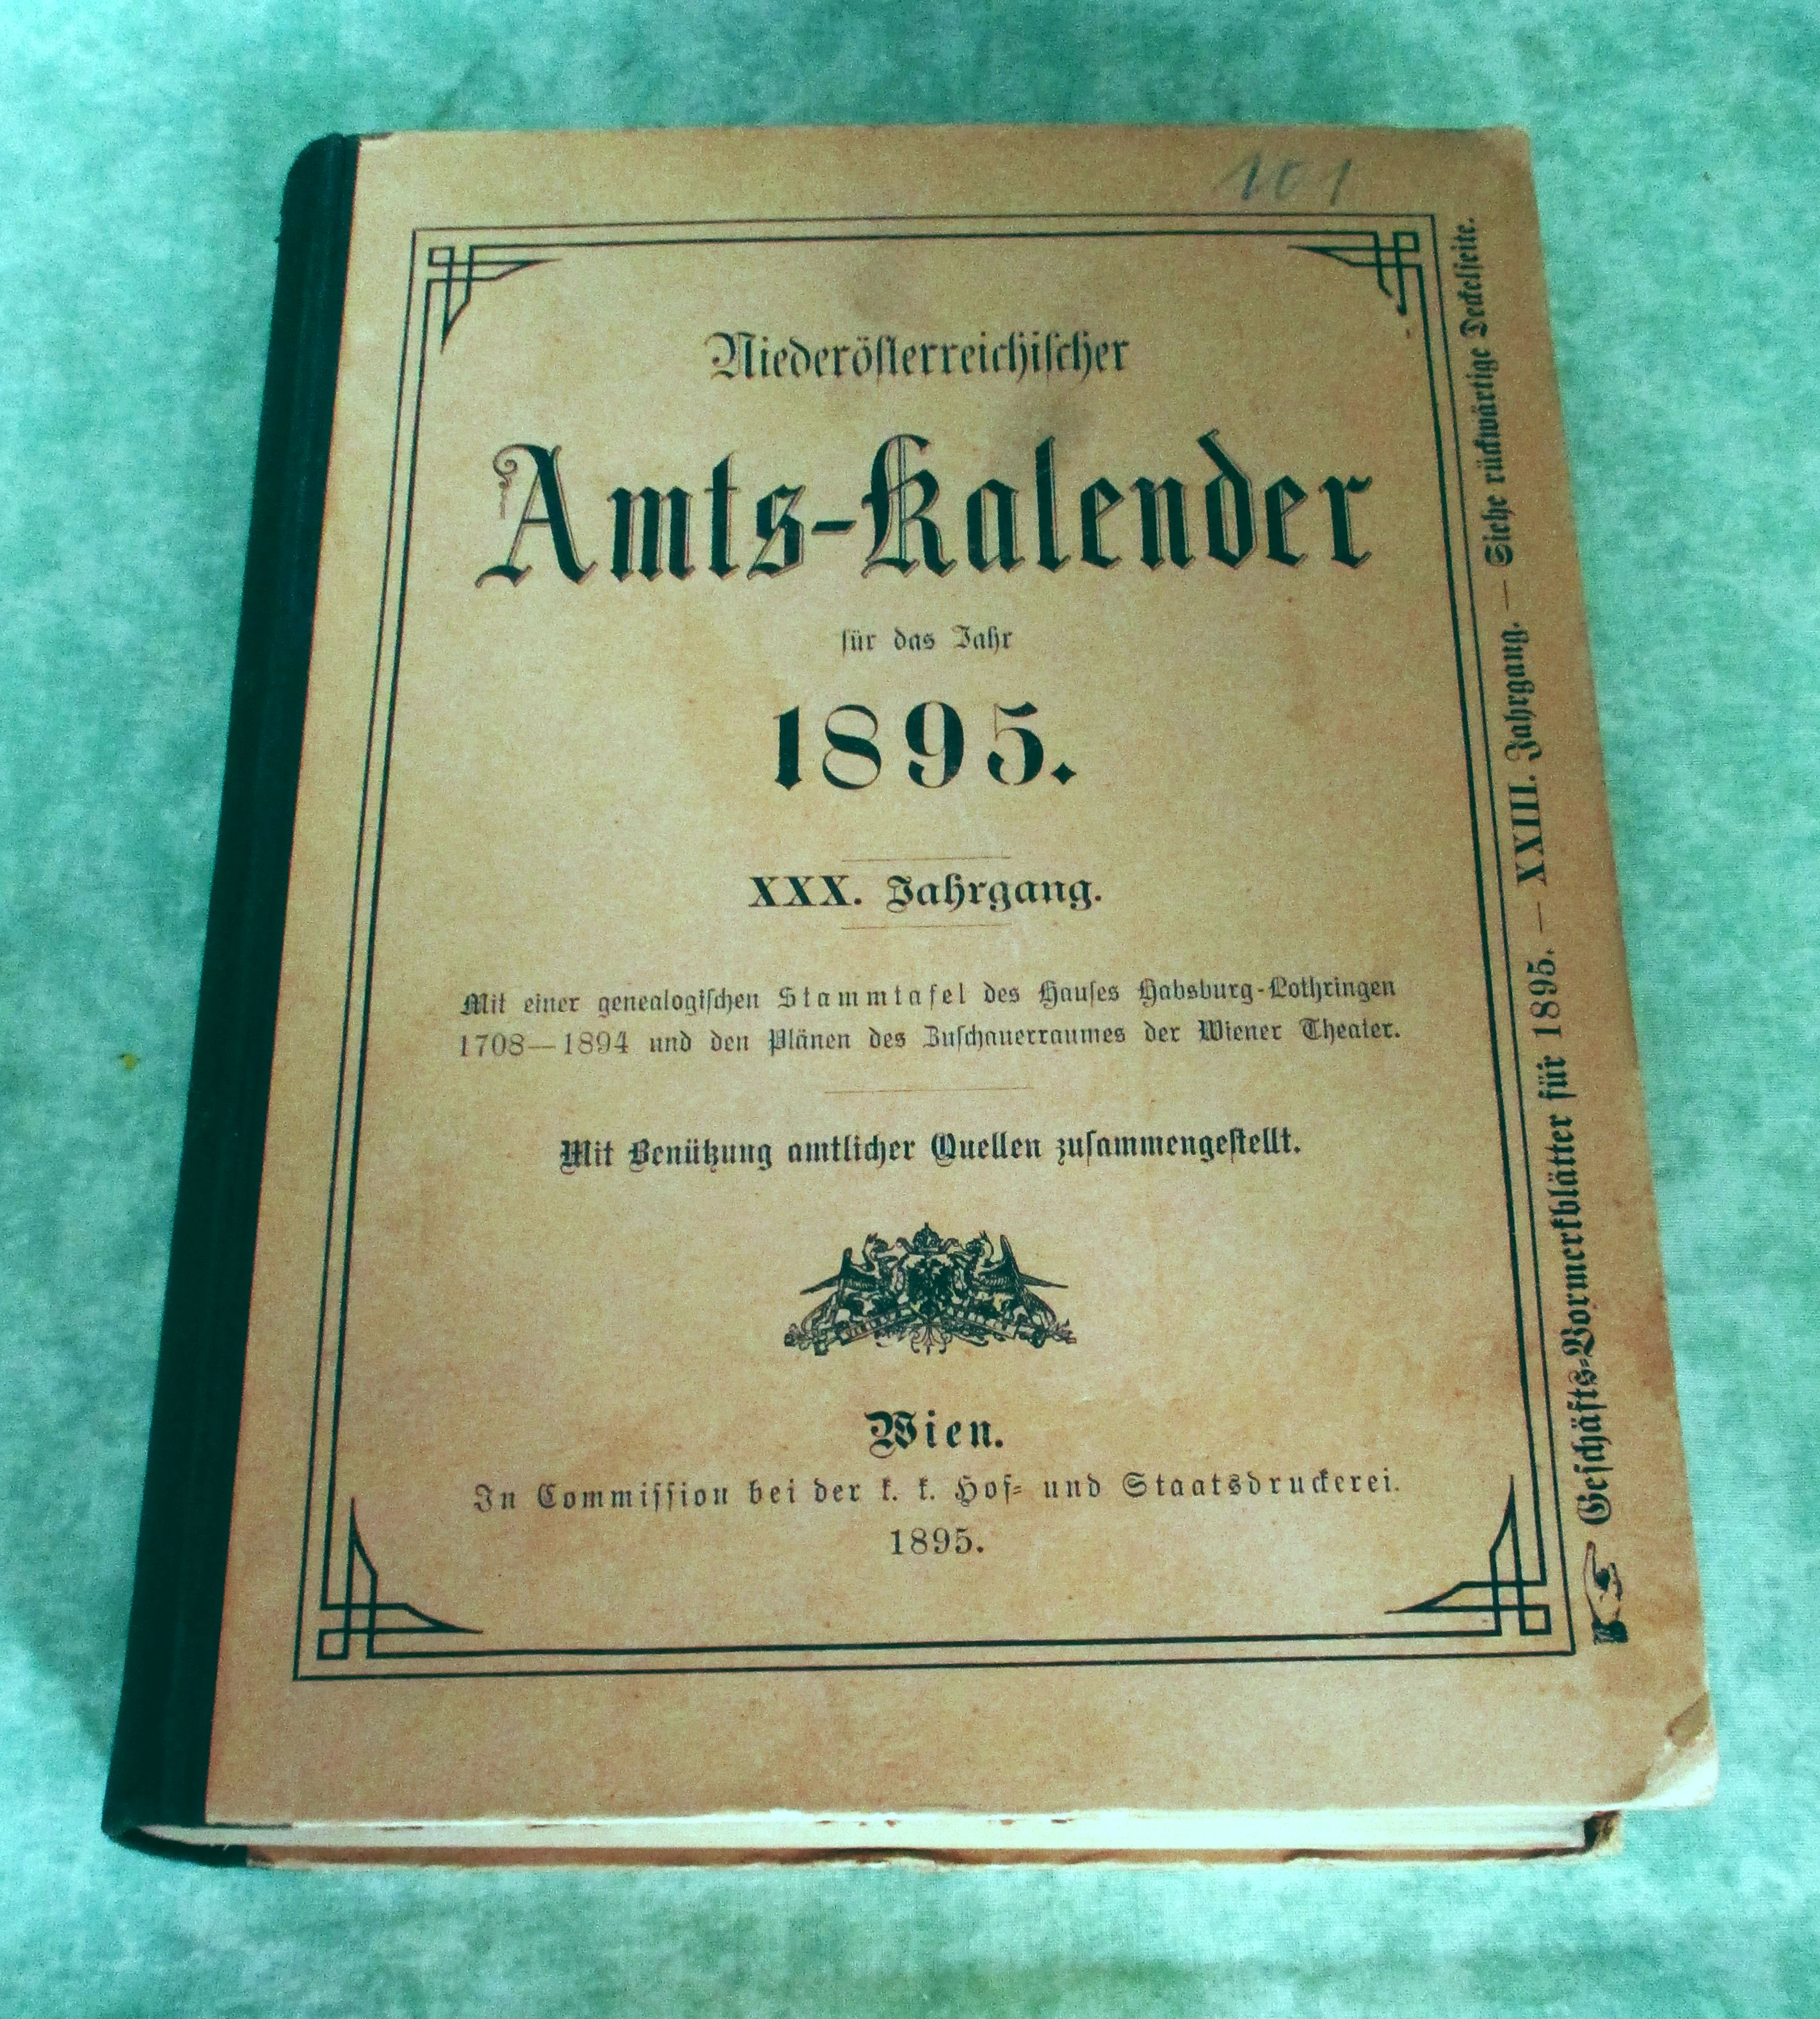 101
Niederösterreichischer
Amts-Kalender
für das Jahr
1895.
XXX. Jahrgang.
Mit einer genealogischen Stammtafel des Hauses Habsburg-Lothringen
1708—1894 und den Plänen des Zuschauerraumes der Wiener Theater.
Mit Benützung amtlicher Quellen zusammengestellt.
Wien.
In Commission bei der k. k. Hof- und Staatsdruckerei.
1895.
Geschäfts-Vormerkblätter für 1895. — XXIII. Jahrgang. — Siehe rückwärtige Deckelseite.